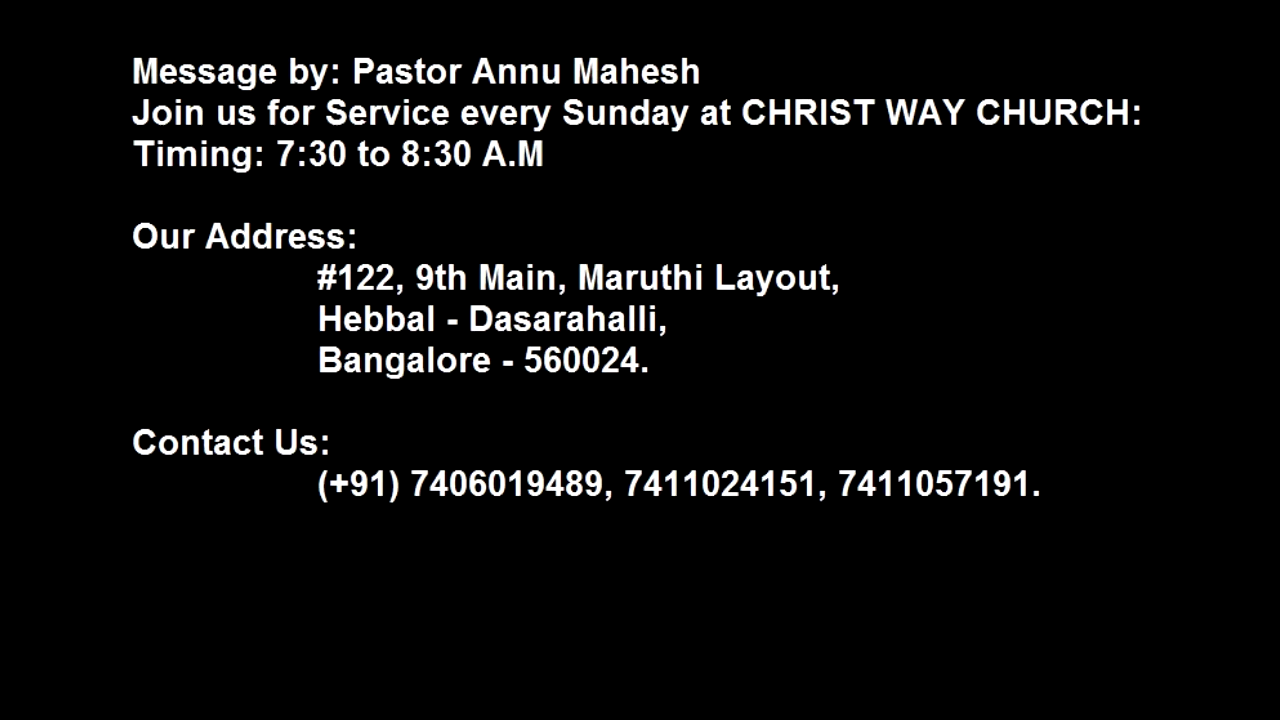 Message by: Pastor Annu Mahesh
Join us for Service every Sunday at CHRIST WAY CHURCH:
Timing: 7:30 to 8:30 A.M
Our Address:
#122, 9th Main, Maruthi Layout,
Hebbal - Dasarahalli,
Bangalore - 560024.
Contact Us:
(+91) 7406019489, 7411024151, 7411057191.